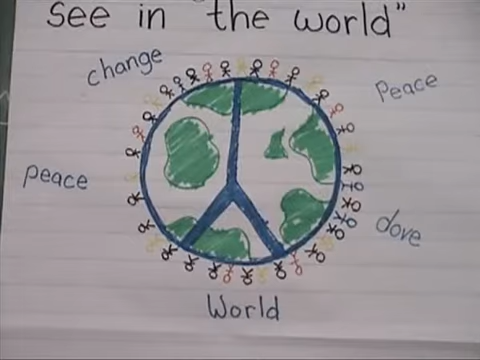 see in "the world"
change
Peace
peace
dove
World